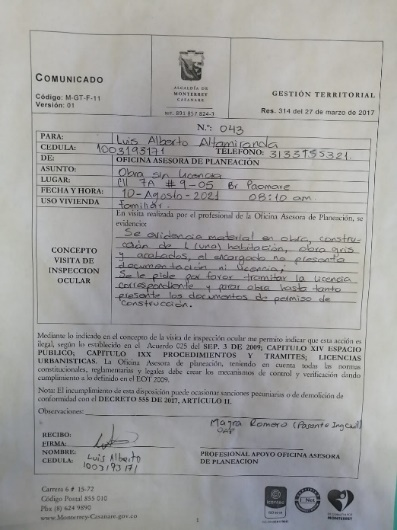 COMUNICADO
Código: M-GT-F-11
Versión: 01
ALCALDÍA DE
MONTERREY
CASANARE
GESTIÓN TERRITORIAL
Res. 314 del 27 de marzo de 2017
N.º: 043
PARA: Luis Alberto Altamiranda
CEDULA: 1003193171 TELEFONO: 3133155321
DE: OFICINA ASESORA DE PLANEACION
ASUNTO: Obra sin licencia
LUGAR: 7A # 9-05 Br Paomare
FECHA Y HORA: 10-Agosto-2021 08:10 am
USO VIVIENDA familiar.
CONCEPTO VISITA DE INSPECCION OCULAR
En visita realizada por el profesional de la Oficina Asesora de Planeación, se
evidencia:
Se evidencia material en obra, constru-
cción de 1 (una) habitación, obra gris
y acabados, el encargado no presenta
documentación ni licencia;
Se le pide por favor tramitar la licencia
correspondiente y parar obra hasta tanto
presente los documentos de permiso de
construcción.
Mediante lo indicado en el concepto de la visita de inspección ocular me permito indicar que esta acción es
ilegal, según lo establecido en el Acuerdo 025 del SEP. 3 DE 2009; CAPITULO XIV ESPACIO
PUBLICO; CAPITULO IXX PROCEDIMIENTOS Y TRAMITES; LICENCIAS
URBANISTICAS. La Oficina Asesora de planeación, teniendo en cuenta todas las normas
constitucionales, reglamentarias y legales debe crear los mecanismos de control y verificación dando
cumplimiento a lo definido en el EOT 2009.
Nota: El incumplimiento de esta disposición puede ocasionar sanciones pecuniarias o de demolición de
conformidad con el DECRETO 555 DE 2017, ARTICULO II.
Observaciones:
Mayra Romero (Pasante Ing Civil)
OAP
RECIBO:
FIRMA:
NOMBRE: Luis Alberto
CEDULA: 1003193171
PROFESIONAL APOYO OFICINA ASESORA
DE PLANEACION
Carrera 6 # 15-72
Código Postal 855 010
Pbx (8) 624 9890
www.Monterrey-Casanare.gov.co